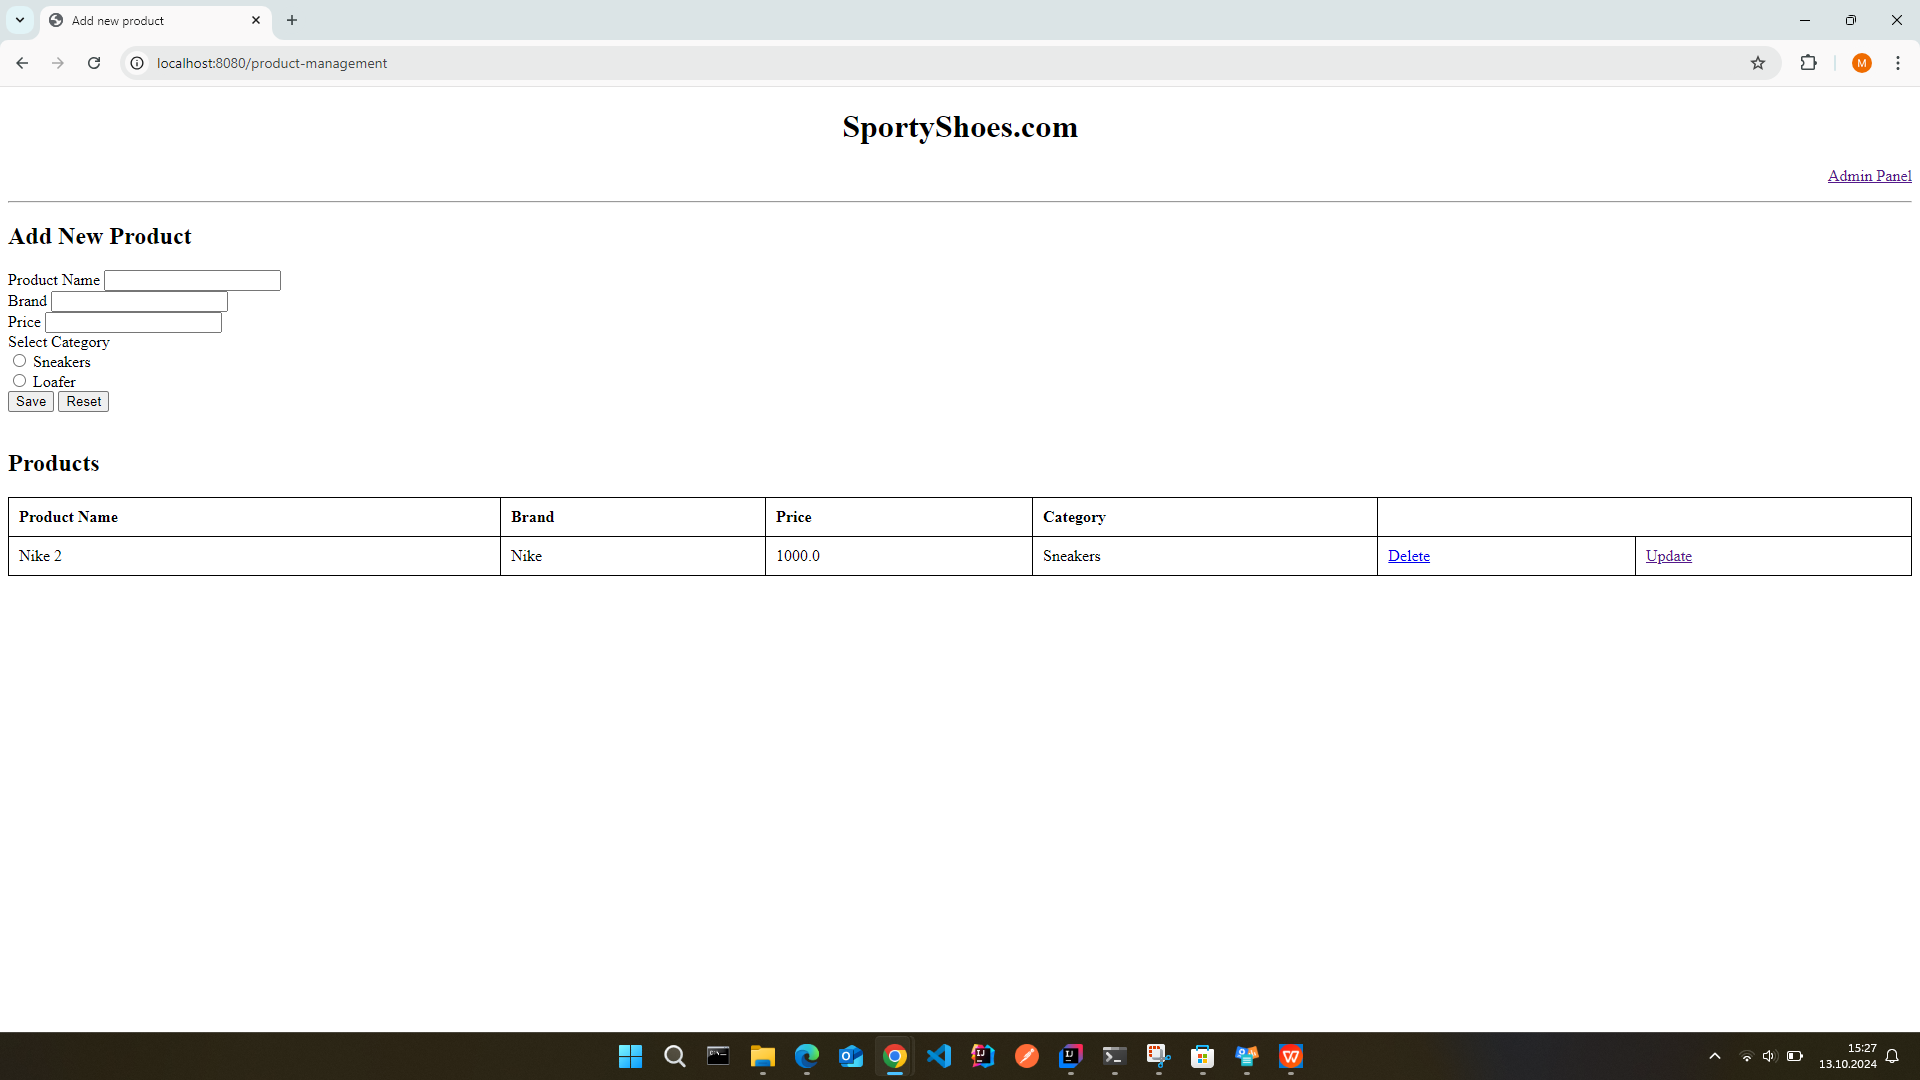 Add new product
localhost:8080/product-management
M
SportyShoes.com
Admin Panel
Add New Product
Product Name
Brand
Price
Select Category
Sneakers
Loafer
Save Reset
Products
Product Name Brand Price Category
Nike 2 Nike 1000.0 Sneakers Delete Update
15:27
13.10.2024